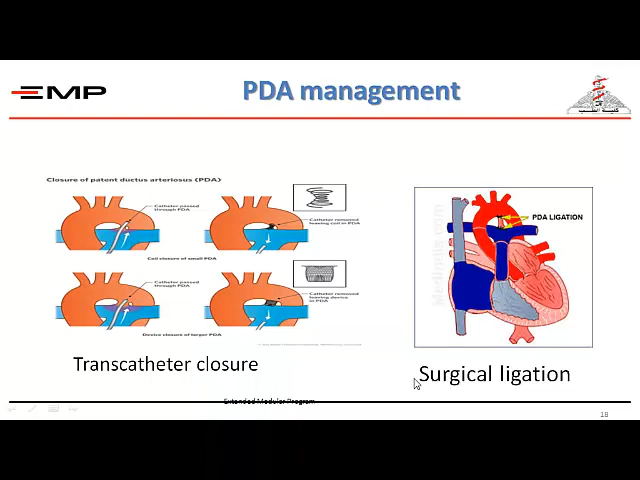 EMP
PDA management
كلية الطب
Closure of patent ductus arteriosus (PDA)
Catheter passed
through PDA
Catheter removed
leaving coil in PDA
Coil closure of small PDA
Catheter passed
through PDA
Catheter removed
leaving device
in PDA
Device closure of larger PDA
Transcatheter closure
PDA LIGATION
Surgical ligation
Extended Modular Program
18